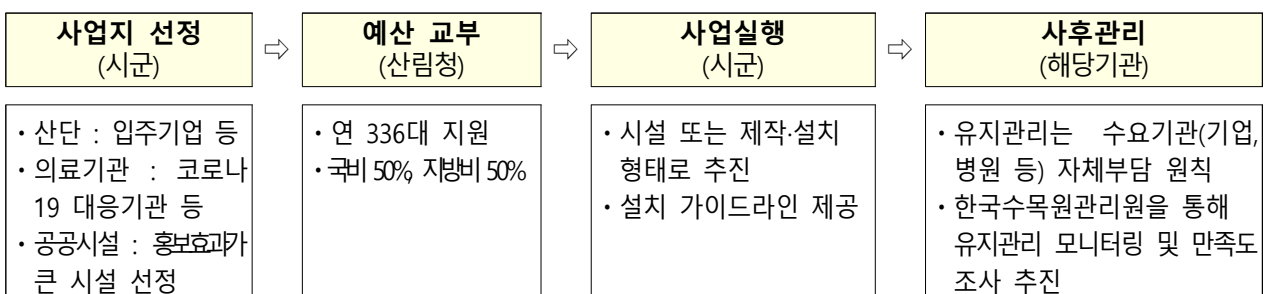 사업지 선정
(시군)
⇨
예산 교부
(산림청)
⇨
사업실행
(시군)
⇨
사후관리
(해당기관)
・산단 : 입주기업 등
・의료기관 : 코로나
19 대응기관 등
・공공시설 : 홍보효과가
큰 시설 선정
・연 336대 지원
・국비 50%, 지방비 50%
・시설 또는 제작·설치
형태로 추진
・설치 가이드라인 제공
・유지관리는 수요기관(기업,
병원 등) 자체부담 원칙
・한국수목원관리원을 통해
유지관리 모니터링 및 만족도
조사 추진